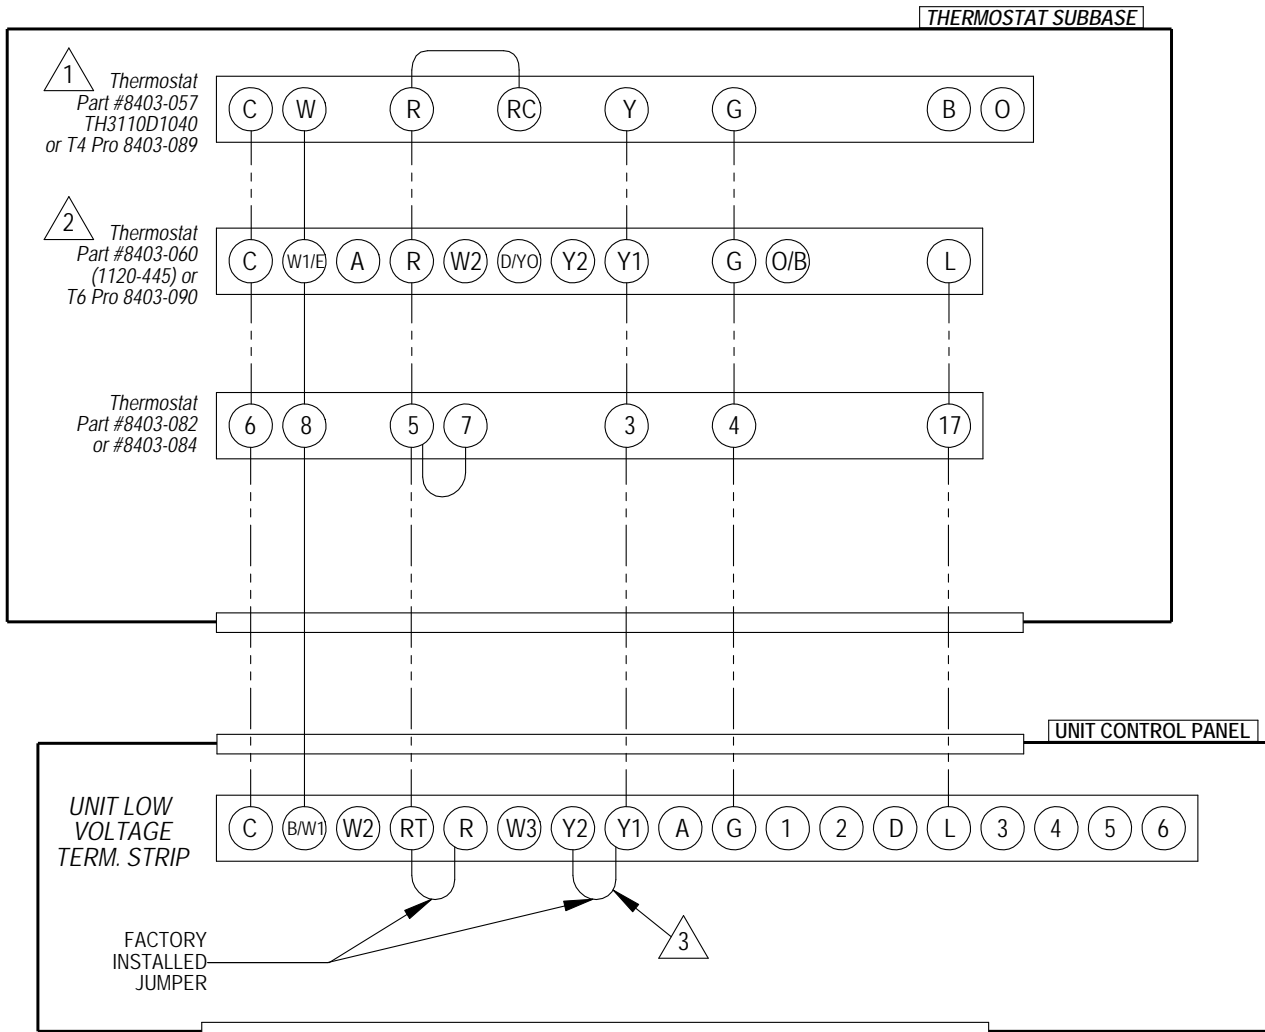 THERMOSTAT SUBBASE
1
Thermostat
Part #8403-057
TH3110D1040
or T4 Pro 8403-089
C W R RC Y G B O
2
Thermostat
Part #8403-060
(1120-445) or
T6 Pro 8403-090
C W1/E A R W2 D/YO Y2 Y1 G O/B L
Thermostat
Part #8403-082
or #8403-084
6 8 5 7 3 4 17
UNIT CONTROL PANEL
UNIT LOW
VOLTAGE
TERM. STRIP
C B/W1 W2 RT R W3 Y2 Y1 A G 1 2 D L 3 4 5 6
FACTORY
INSTALLED
JUMPER
3